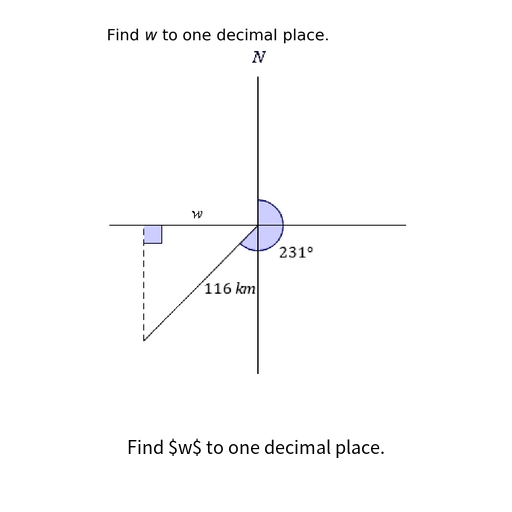 Find w to one decimal place.
N
w
231°
116 km
Find $w$ to one decimal place.